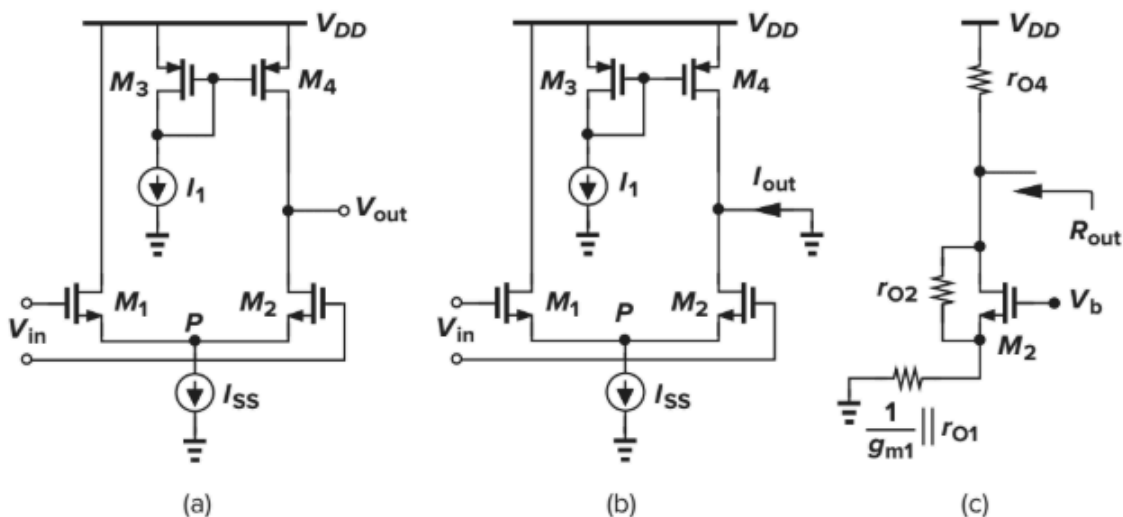 V_DD
M_3
M_4
I_1
V_out
M_1
M_2
V_in
P
I_SS
(a)
V_DD
M_3
M_4
I_1
I_out
M_1
M_2
V_in
P
I_SS
(b)
V_DD
r_O4
R_out
r_O2
V_b
M_2
1/g_m1 || r_O1
(c)